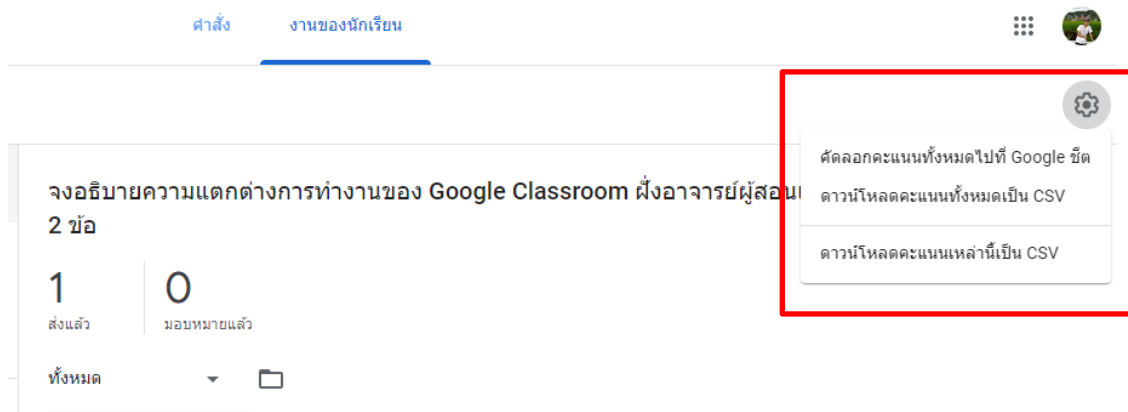 คำสั่ง งานของนักเรียน
คัดลอกคะแนนทั้งหมดไปที่ Google ชีต
ดาวน์โหลดคะแนนทั้งหมดเป็น CSV
ดาวน์โหลดคะแนนเหล่านี้เป็น CSV
จงอธิบายความแตกต่างการทำงานของ Google Classroom ฝั่งอาจารย์ผู้สอน
2 ข้อ
1 0
ส่งแล้ว มอบหมายแล้ว
ทั้งหมด